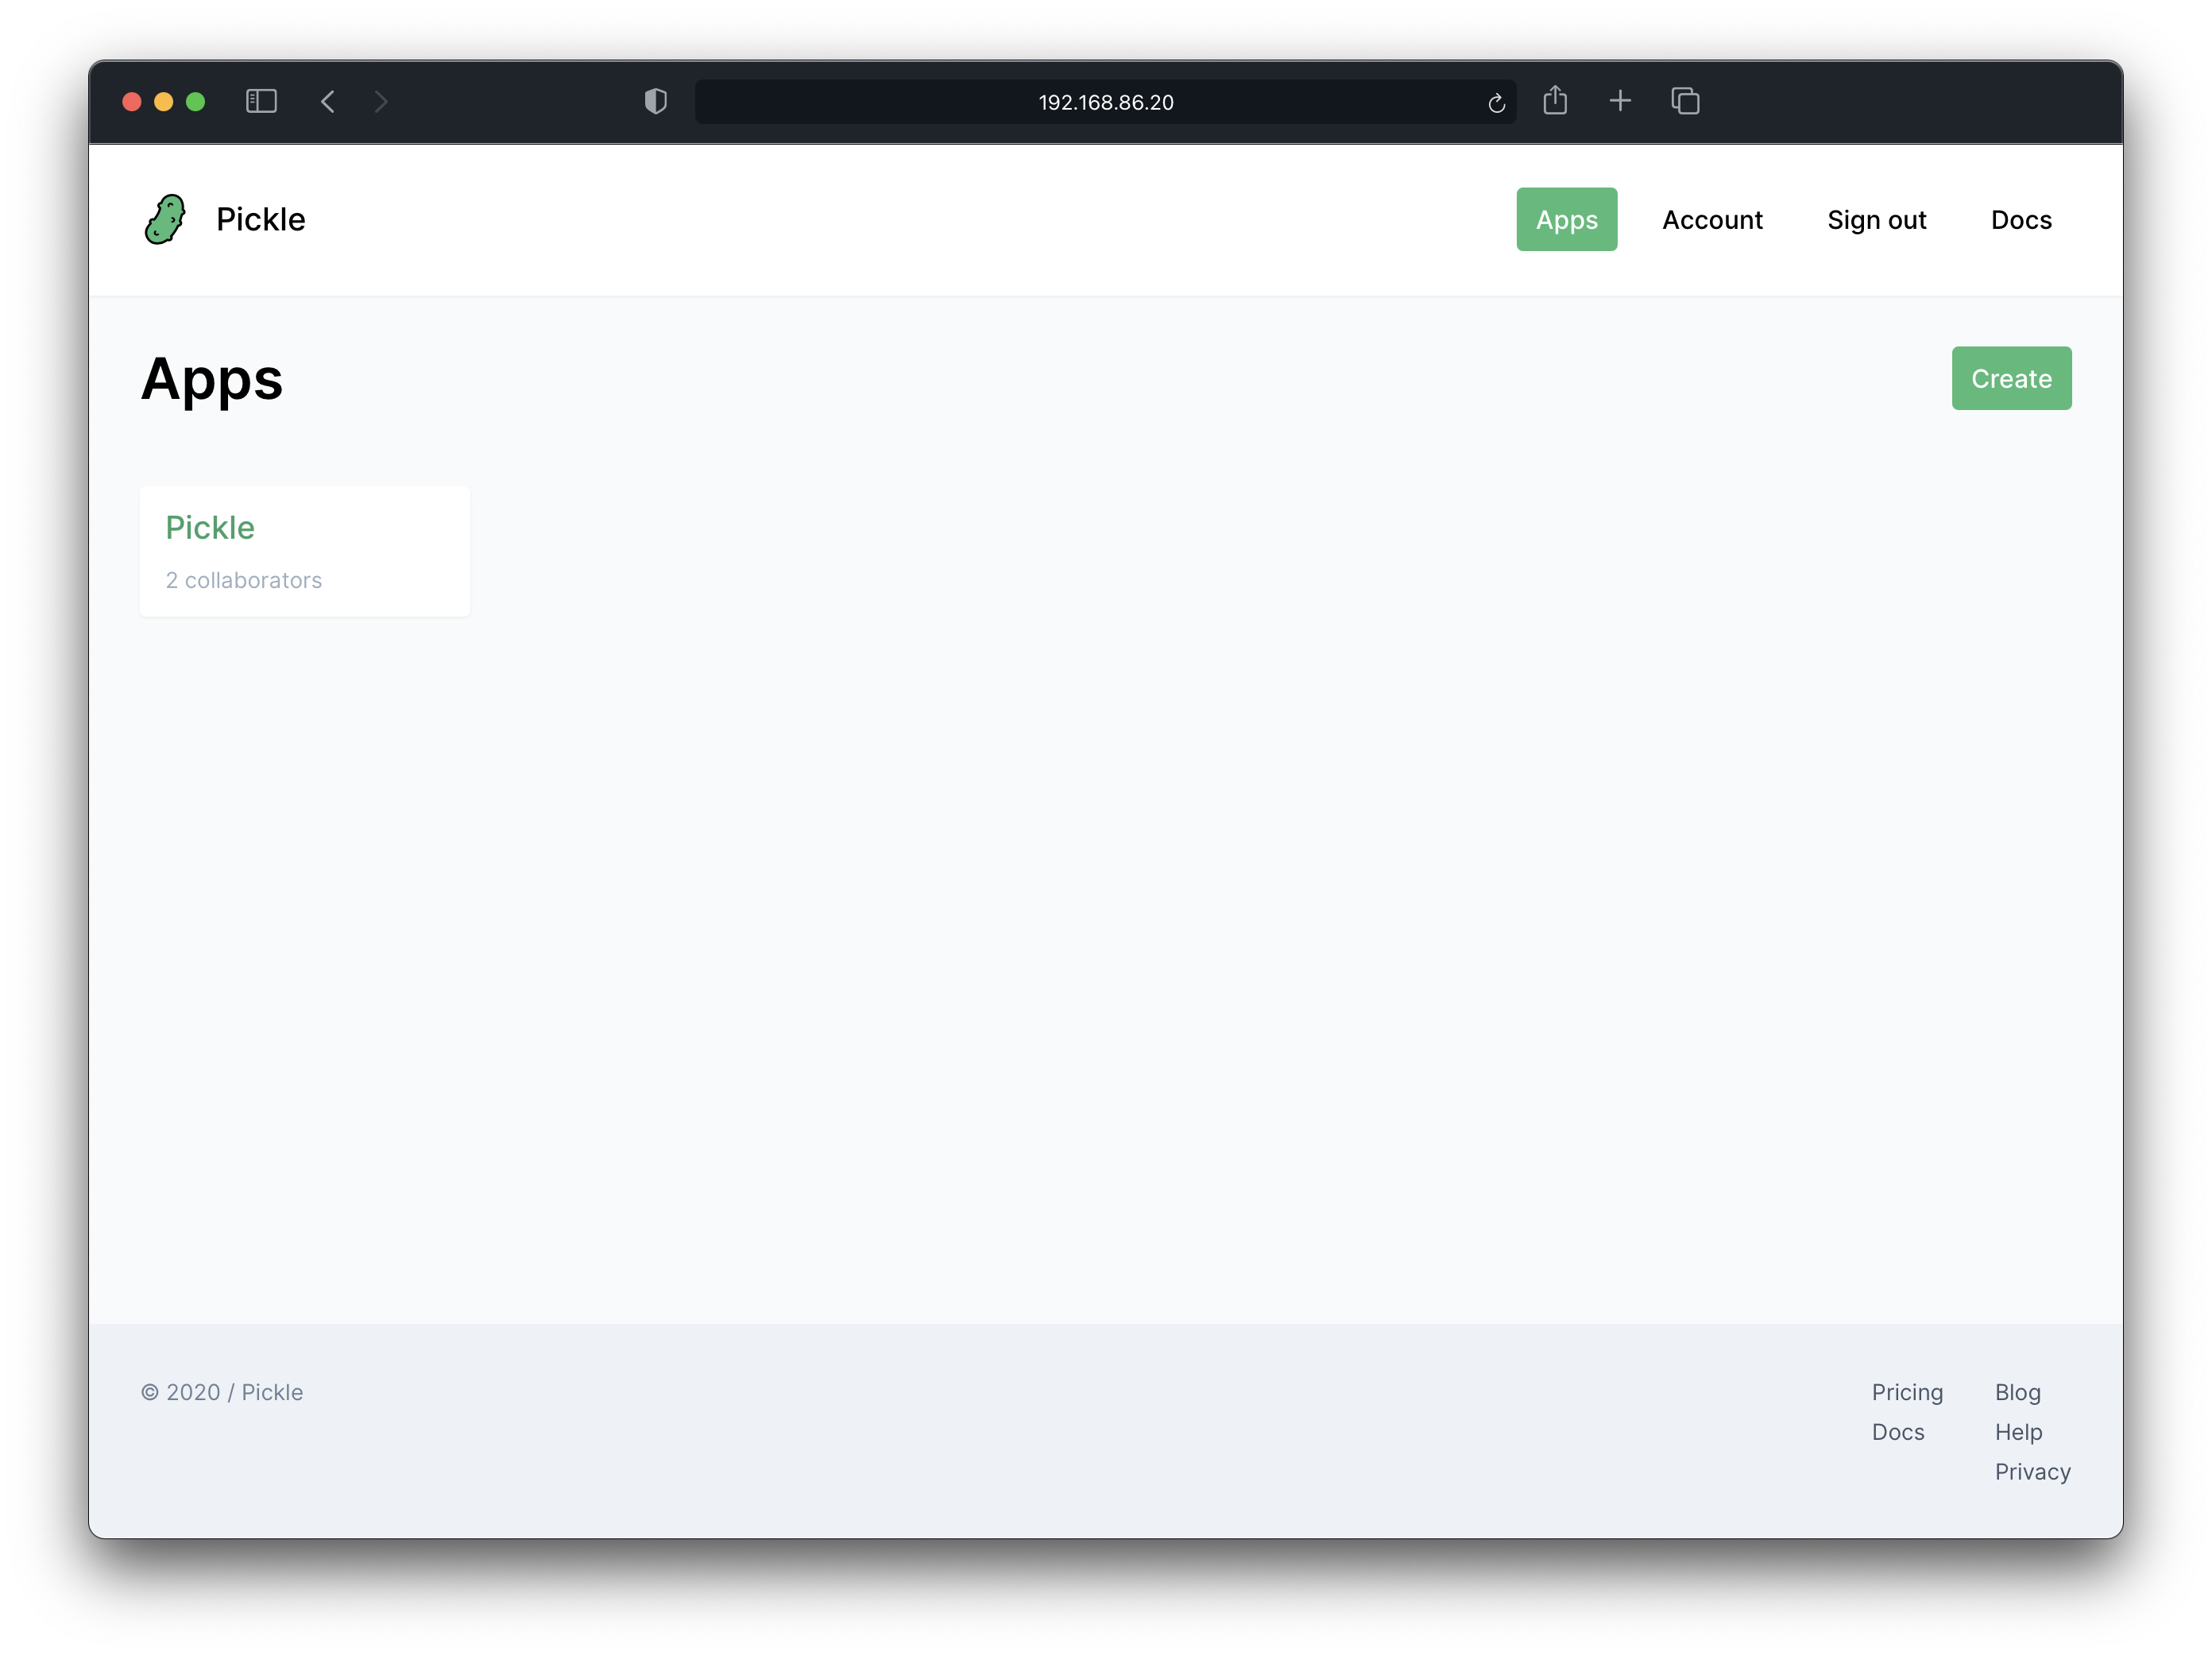 192.168.86.20
Pickle
Apps Account Sign out Docs
Apps
Create
Pickle
2 collaborators
© 2020 / Pickle
Pricing
Docs
Blog
Help
Privacy